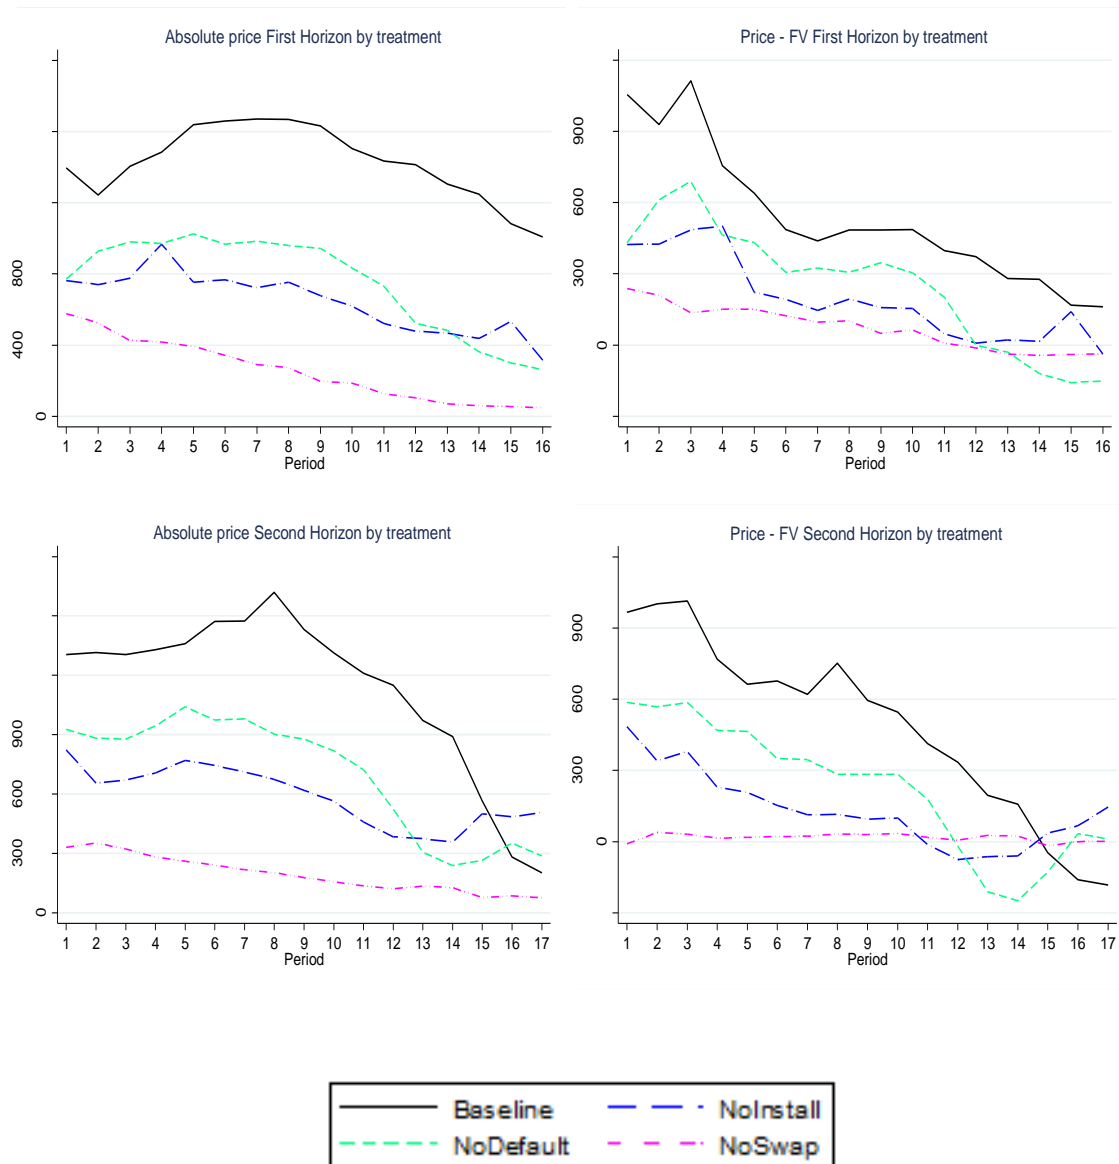 Absolute price First Horizon by treatment
800
400
0
1 2 3 4 5 6 7 8 9 10 11 12 13 14 15 16
Period
Price - FV First Horizon by treatment
900
600
300
0
1 2 3 4 5 6 7 8 9 10 11 12 13 14 15 16
Period
Absolute price Second Horizon by treatment
900
600
300
0
1 2 3 4 5 6 7 8 9 10 11 12 13 14 15 16 17
Period
Price - FV Second Horizon by treatment
900
600
300
0
1 2 3 4 5 6 7 8 9 10 11 12 13 14 15 16 17
Period
Baseline NoInstall
NoDefault NoSwap